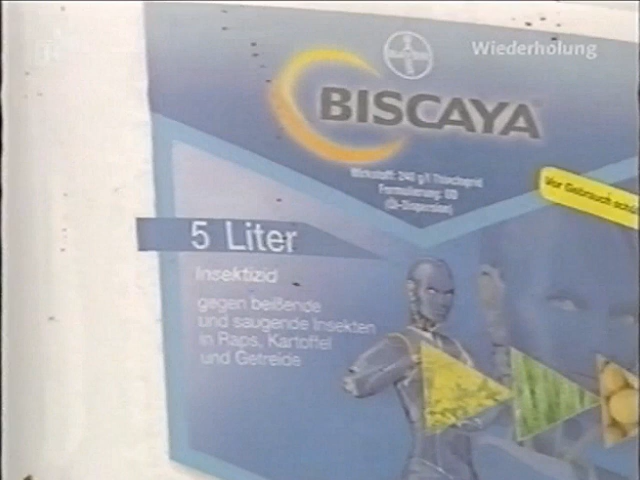 Wiederholung
BISCAYA
Wirkstoff: 240 g/l Thiacloprid
Formulierung: OD
(Öl-Dispersion)
Vor Gebrauch
5 Liter
Insektizid
gegen beißende
und saugende Insekten
in Raps, Kartoffel
und Getreide